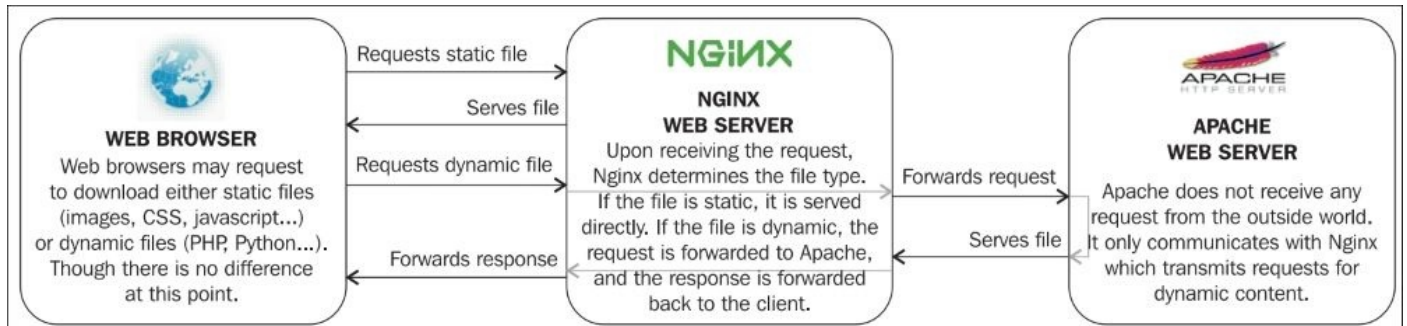 WEB BROWSER
Web browsers may request
to download either static files
(images, CSS, javascript...)
or dynamic files (PHP, Python...).
Though there is no difference
at this point.
Requests static file
Serves file
Requests dynamic file
Forwards response
NGINX
NGINX
WEB SERVER
Upon receiving the request,
Nginx determines the file type.
If the file is static, it is served
directly. If the file is dynamic, the
request is forwarded to Apache,
and the response is forwarded
back to the client.
Forwards request
Serves file
APACHE
HTTP SERVER
APACHE
WEB SERVER
Apache does not receive any
request from the outside world.
It only communicates with Nginx
which transmits requests for
dynamic content.